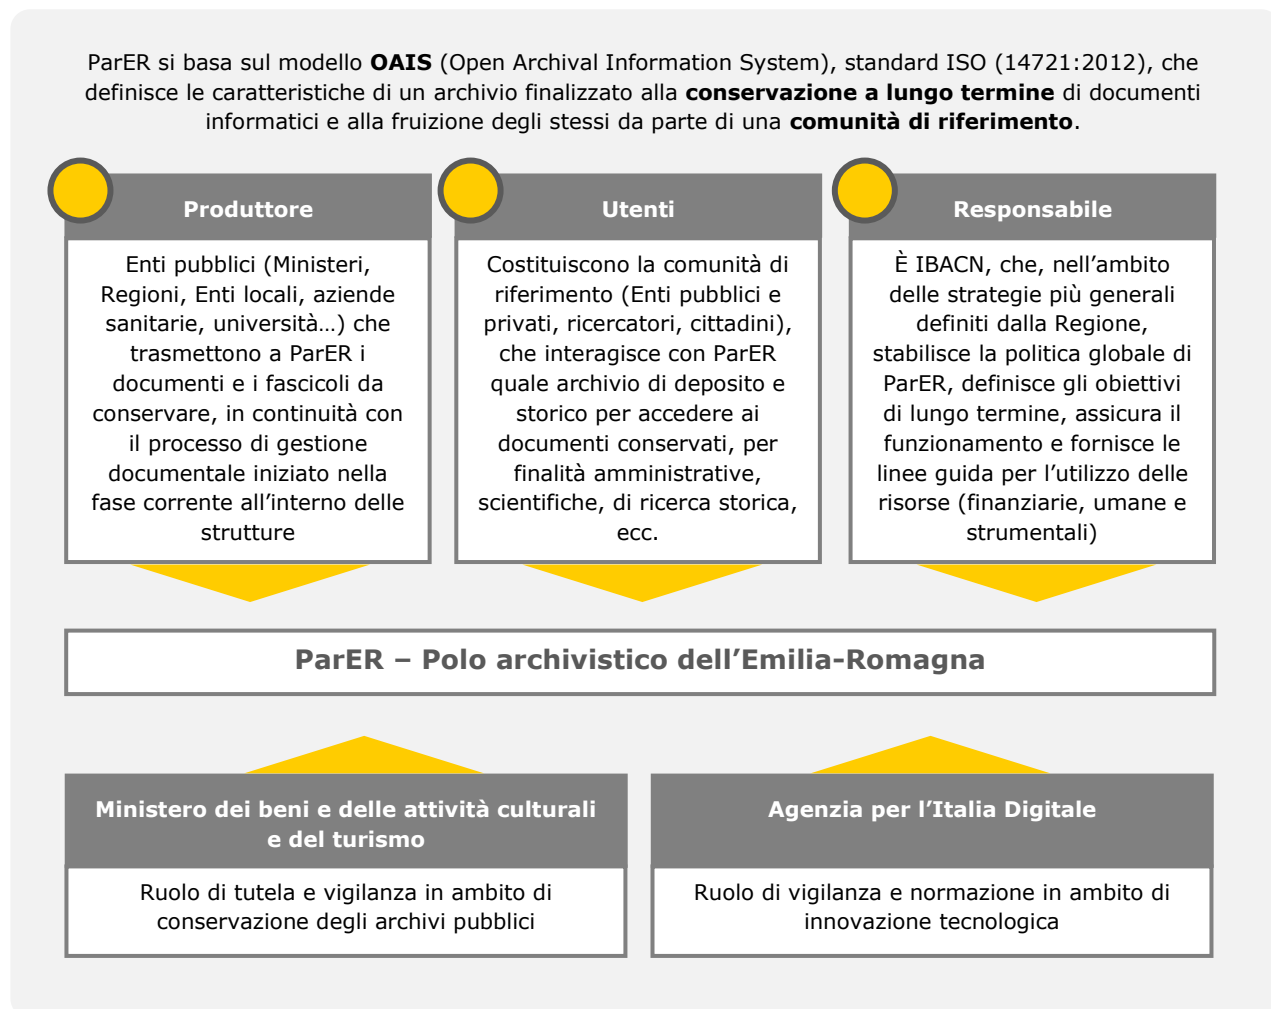 ParER si basa sul modello OAIS (Open Archival Information System), standard ISO (14721:2012), che
definisce le caratteristiche di un archivio finalizzato alla conservazione a lungo termine di documenti
informatici e alla fruizione degli stessi da parte di una comunità di riferimento.
Produttore
Enti pubblici (Ministeri,
Regioni, Enti locali, aziende
sanitarie, università…) che
trasmettono a ParER i
documenti e i fascicoli da
conservare, in continuità con
il processo di gestione
documentale iniziato nella
fase corrente all’interno delle
strutture
Utenti
Costituiscono la comunità di
riferimento (Enti pubblici e
privati, ricercatori, cittadini),
che interagisce con ParER
quale archivio di deposito e
storico per accedere ai
documenti conservati, per
finalità amministrative,
scientifiche, di ricerca storica,
ecc.
Responsabile
È IBACN, che, nell’ambito
delle strategie più generali
definiti dalla Regione,
stabilisce la politica globale di
ParER, definisce gli obiettivi
di lungo termine, assicura il
funzionamento e fornisce le
linee guida per l’utilizzo delle
risorse (finanziarie, umane e
strumentali)
ParER – Polo archivistico dell’Emilia-Romagna
Ministero dei beni e delle attività culturali
e del turismo
Ruolo di tutela e vigilanza in ambito di
conservazione degli archivi pubblici
Agenzia per l’Italia Digitale
Ruolo di vigilanza e normazione in ambito di
innovazione tecnologica